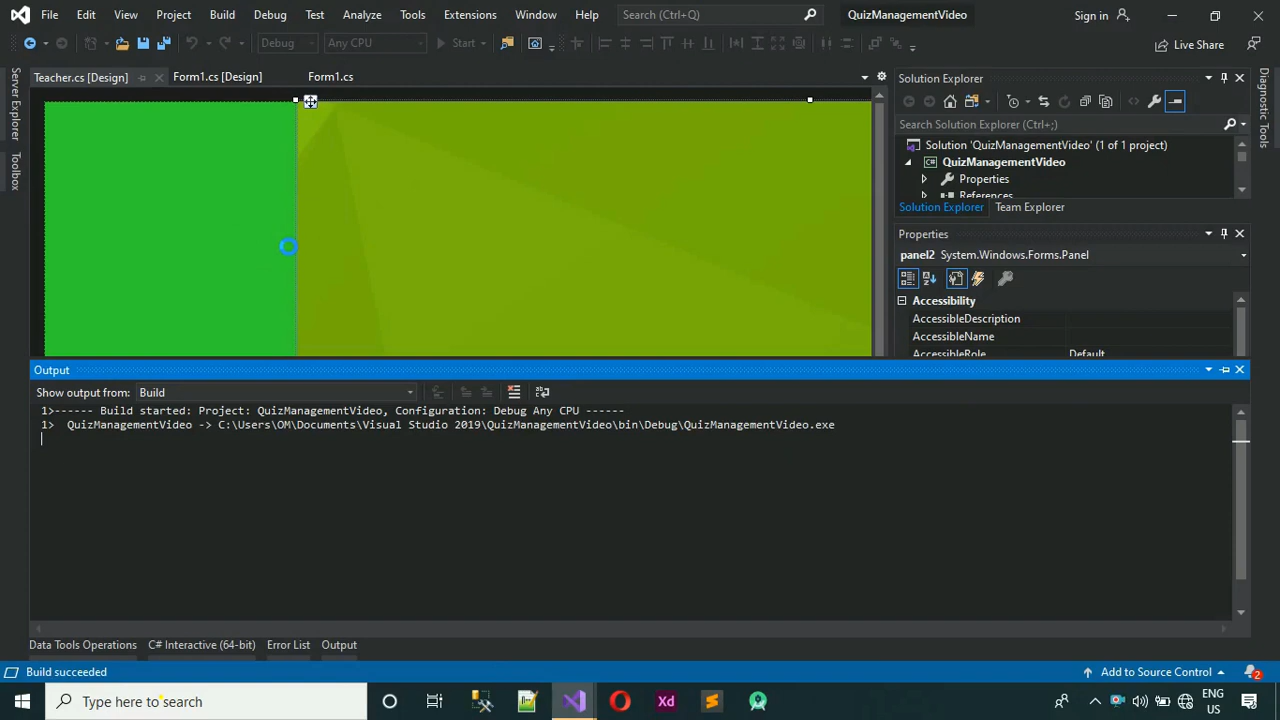 File Edit View Project Build Debug Test Analyze Tools Extensions Window Help Search (Ctrl+Q) QuizManagementVideo Sign in
Debug Any CPU Start Live Share
Teacher.cs [Design] Form1.cs [Design] Form1.cs
Server Explorer
Toolbox
Solution Explorer
Search Solution Explorer (Ctrl+;)
Solution 'QuizManagementVideo' (1 of 1 project)
C# QuizManagementVideo
Properties
References
Solution Explorer Team Explorer
Properties
panel2 System.Windows.Forms.Panel
Accessibility
AccessibleDescription
AccessibleName
AccessibleRole Default
Diagnostic Tools
Output
Show output from: Build
1>------ Build started: Project: QuizManagementVideo, Configuration: Debug Any CPU ------
1> QuizManagementVideo -> C:\Users\OM\Documents\Visual Studio 2019\QuizManagementVideo\bin\Debug\QuizManagementVideo.exe
Data Tools Operations C# Interactive (64-bit) Error List Output
Build succeeded Add to Source Control 2
Type here to search Xd ENG
US